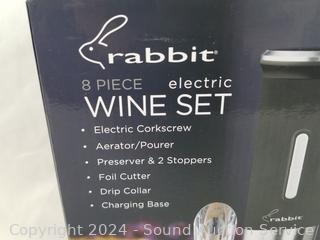 rabbit®
8 PIECE electric
WINE SET
• Electric Corkscrew
• Aerator/Pourer
• Preserver & 2 Stoppers
• Foil Cutter
• Drip Collar
• Charging Base
rabbit
Copyright 2024 - Sound Auction Service